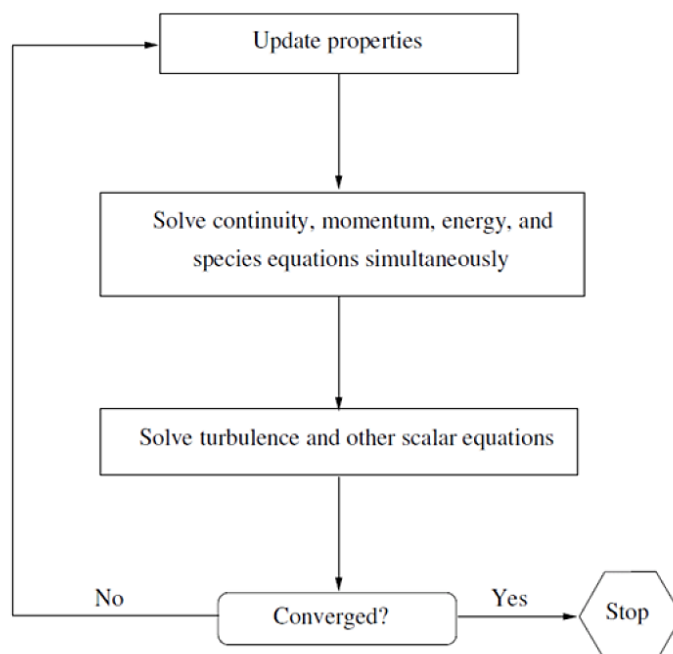 Update properties
Solve continuity, momentum, energy, and
species equations simultaneously
Solve turbulence and other scalar equations
No
Converged?
Yes
Stop